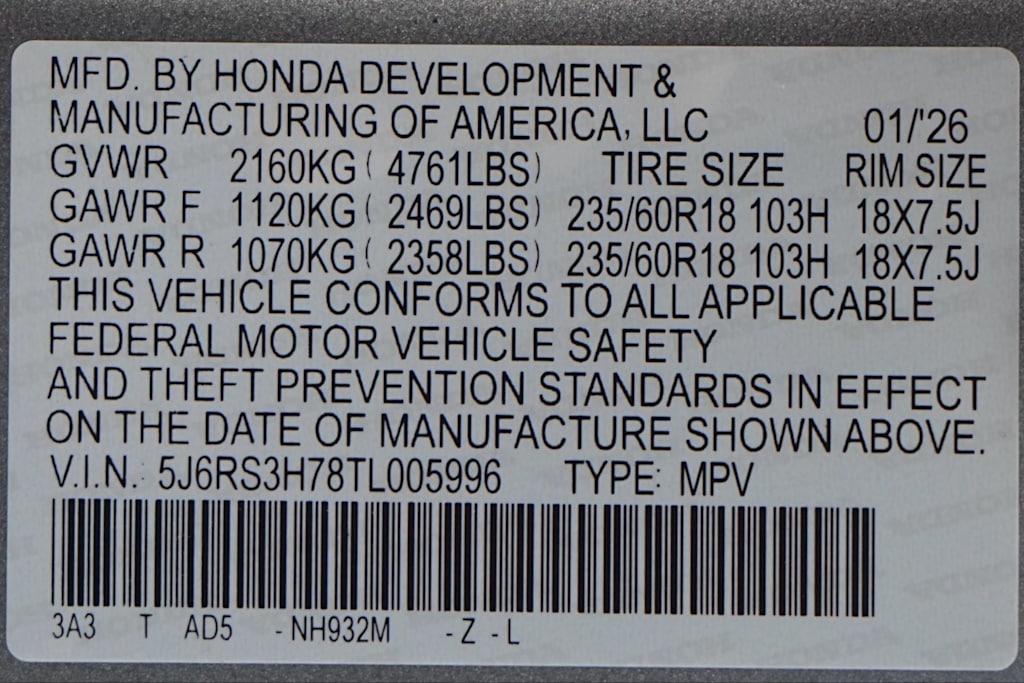 MFD. BY HONDA DEVELOPMENT &
MANUFACTURING OF AMERICA, LLC 01/'26
GVWR 2160KG ( 4761LBS) TIRE SIZE RIM SIZE
GAWR F 1120KG ( 2469LBS) 235/60R18 103H 18X7.5J
GAWR R 1070KG ( 2358LBS) 235/60R18 103H 18X7.5J
THIS VEHICLE CONFORMS TO ALL APPLICABLE
FEDERAL MOTOR VEHICLE SAFETY
AND THEFT PREVENTION STANDARDS IN EFFECT
ON THE DATE OF MANUFACTURE SHOWN ABOVE.
V.I.N. : 5J6RS3H78TL005996 TYPE: MPV
3A3 T AD5 - NH932M - Z - L